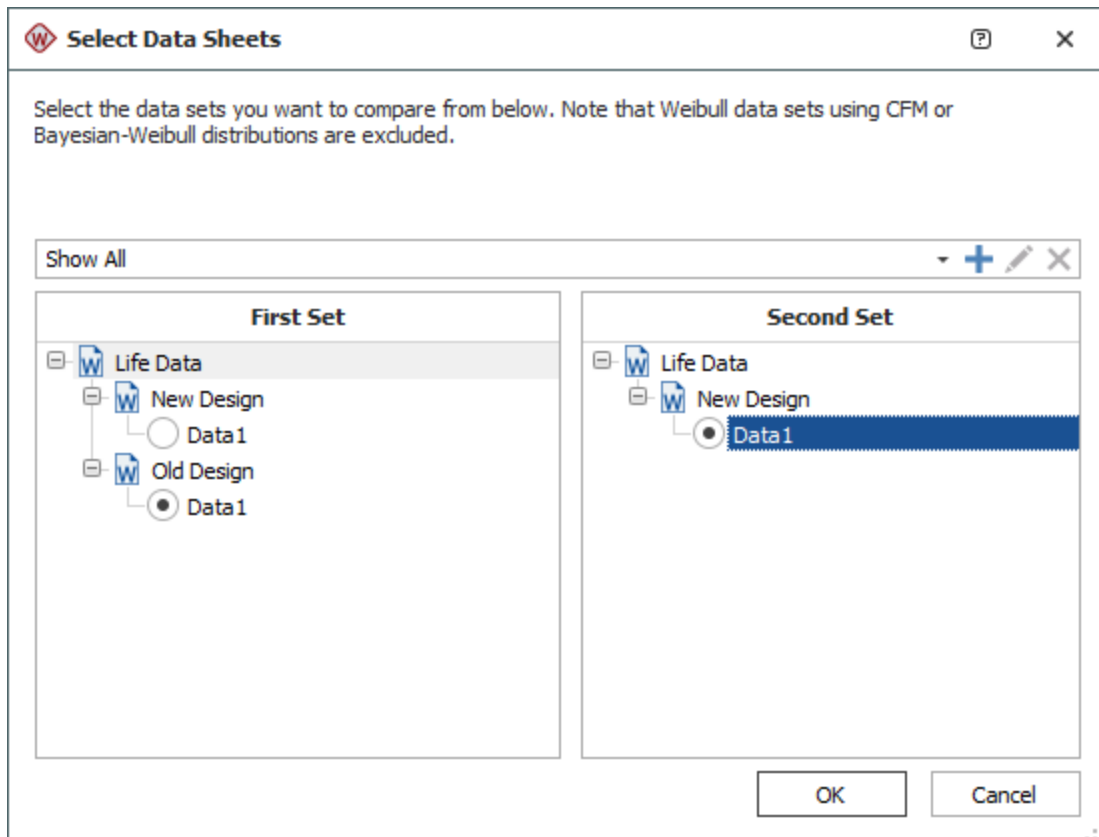 Select Data Sheets
Select the data sets you want to compare from below. Note that Weibull data sets using CFM or
Bayesian-Weibull distributions are excluded.
Show All
First Set
Life Data
New Design
Data1
Old Design
Data1
Second Set
Life Data
New Design
Data1
OK
Cancel